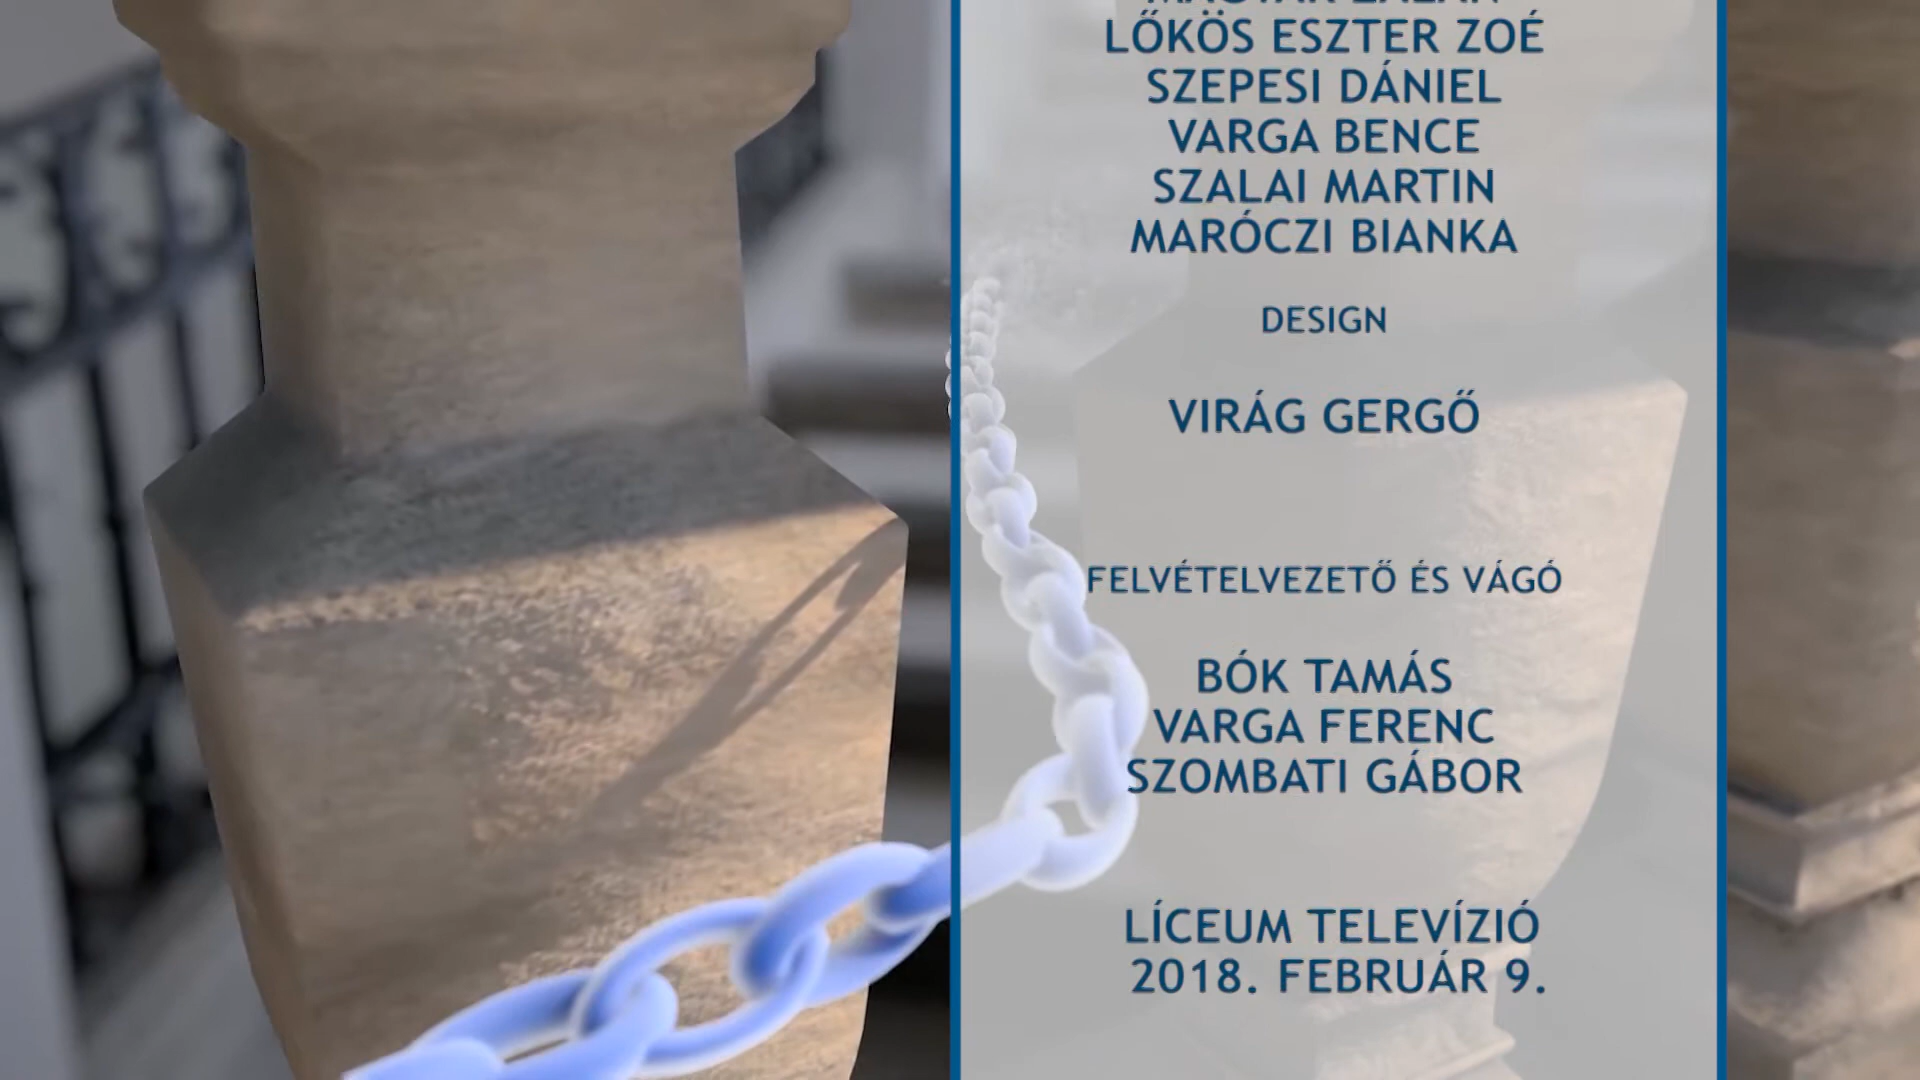 LŐKÖS ESZTER ZOÉ
SZEPESI DÁNIEL
VARGA BENCE
SZALAI MARTIN
MARÓCZI BIANKA
DESIGN
VIRÁG GERGŐ
FELVÉTELVEZETŐ ÉS VÁGÓ
BÓK TAMÁS
VARGA FERENC
SZOMBATI GÁBOR
LÍCEUM TELEVÍZIÓ
2018. FEBRUÁR 9.